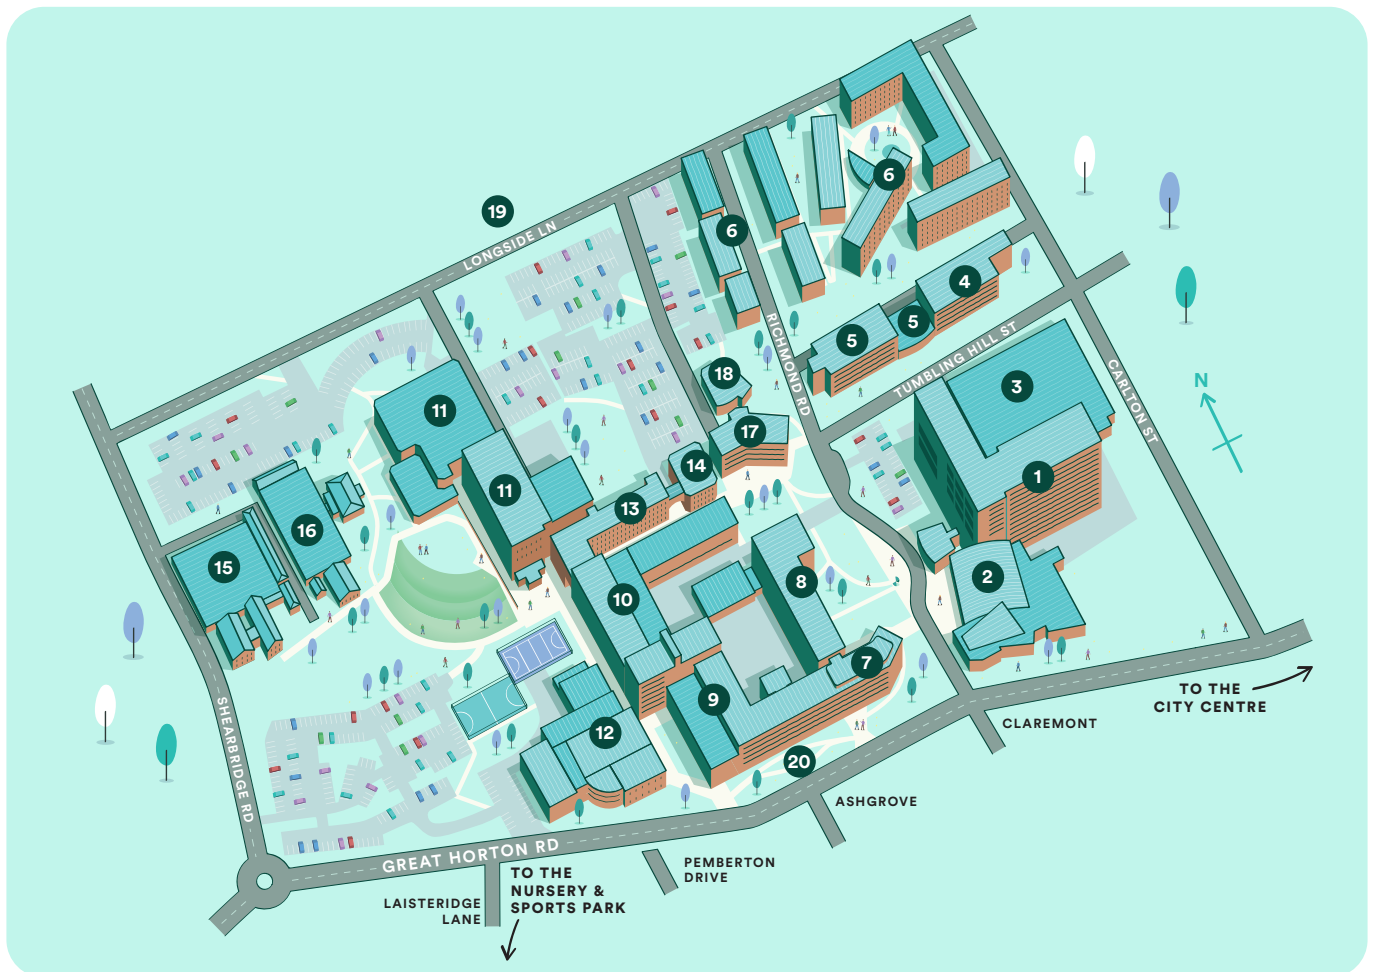 6
6
19
LONGSIDE LN
4
5
5
RICHMOND RD
TUMBLING HILL ST
CARLTON ST
N
18
3
11
17
14
1
11
13
16
15
2
8
10
7
9
12
20
SHEARBRIDGE RD
GREAT HORTON RD
TO THE
CITY CENTRE
CLAREMONT
ASHGROVE
PEMBERTON
DRIVE
TO THE
NURSERY &
SPORTS PARK
LAISTERIDGE
LANE